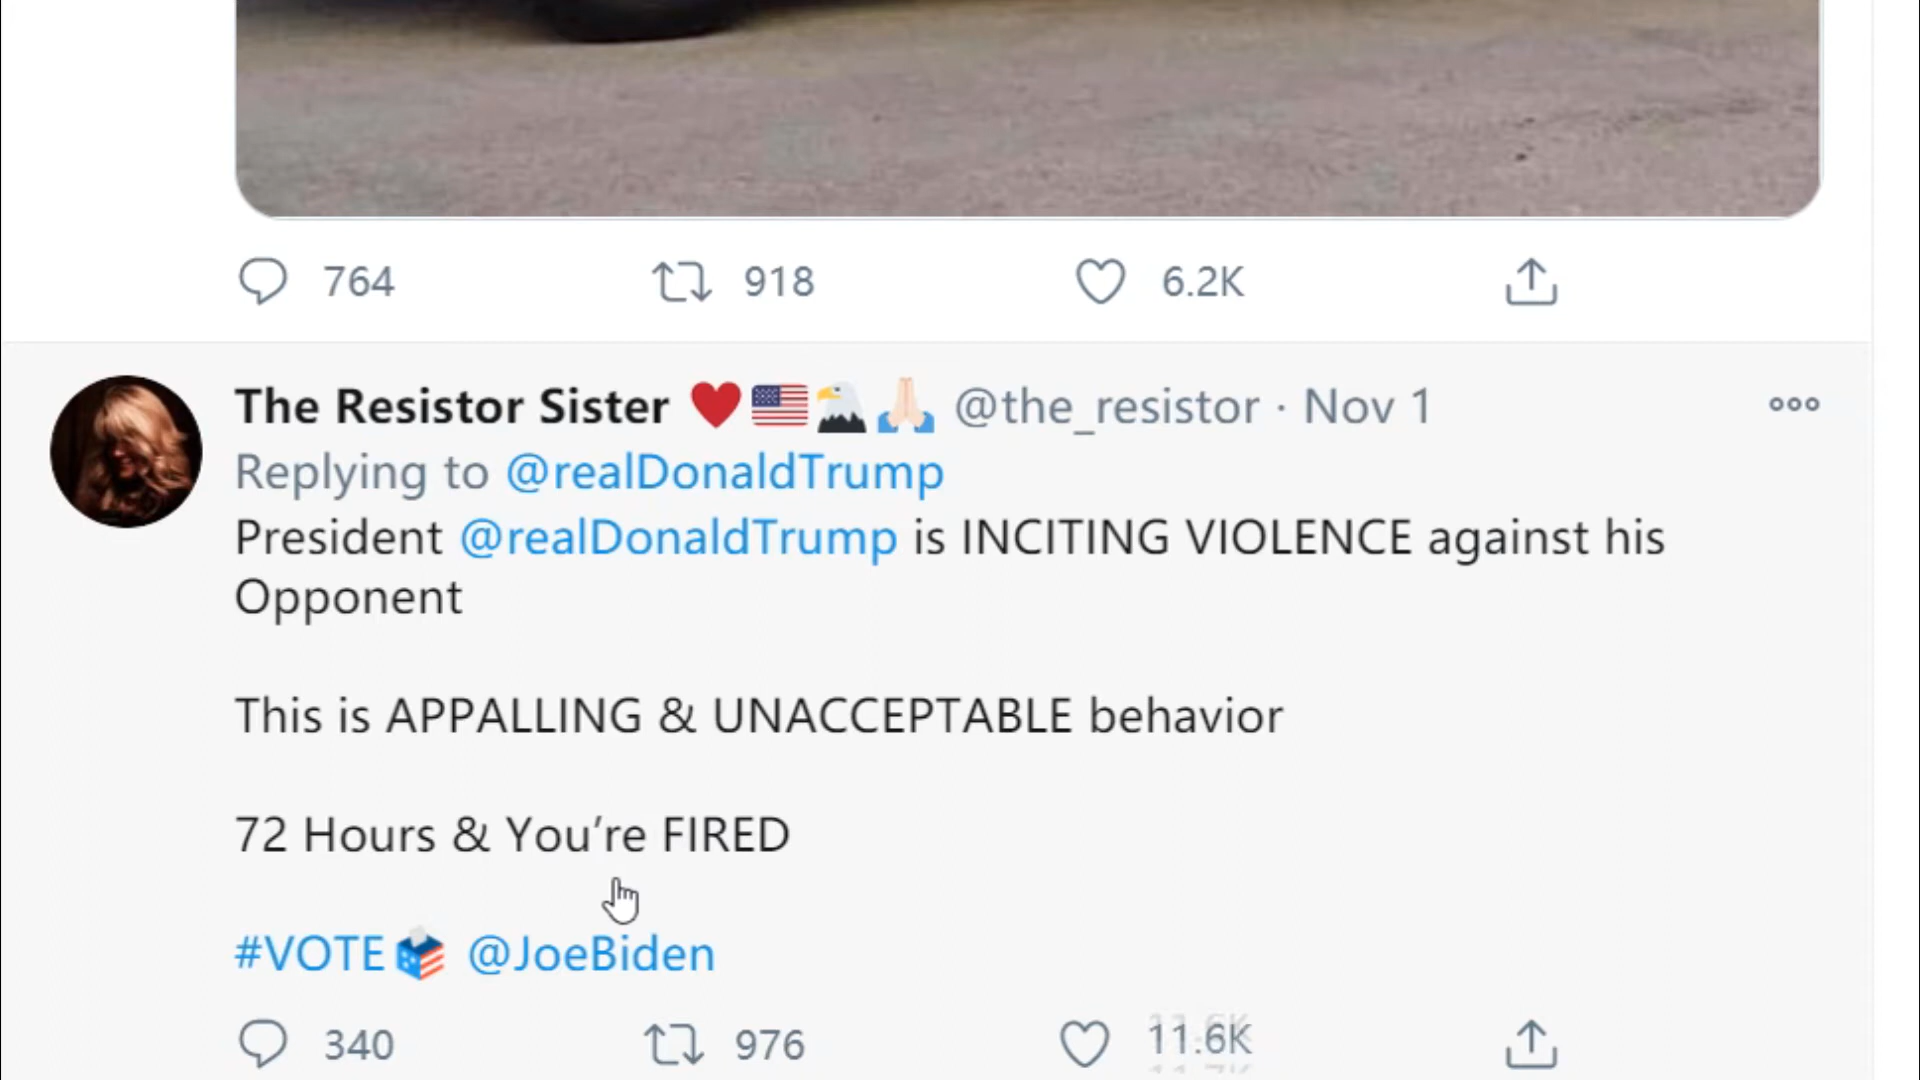 764 918 6.2K
The Resistor Sister @the_resistor · Nov 1
Replying to @realDonaldTrump
President @realDonaldTrump is INCITING VIOLENCE against his
Opponent
This is APPALLING & UNACCEPTABLE behavior
72 Hours & You’re FIRED
#VOTE @JoeBiden
340 976 11.6K